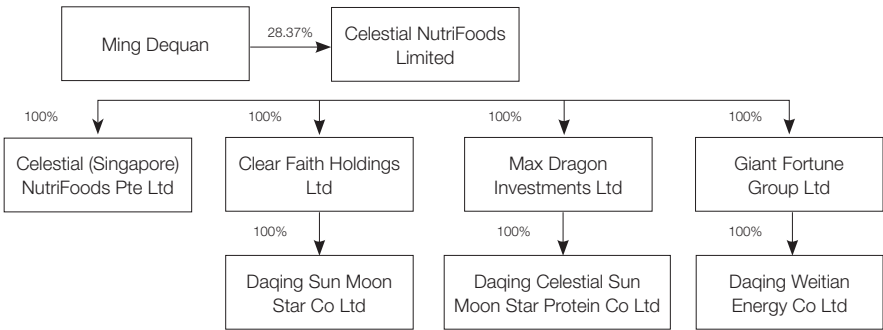 Ming Dequan
28.37%
Celestial NutriFoods
Limited
100%
100%
100%
100%
Celestial (Singapore)
NutriFoods Pte Ltd
Clear Faith Holdings
Ltd
Max Dragon
Investments Ltd
Giant Fortune
Group Ltd
100%
100%
100%
Daqing Sun Moon
Star Co Ltd
Daqing Celestial Sun
Moon Star Protein Co Ltd
Daqing Weitian
Energy Co Ltd